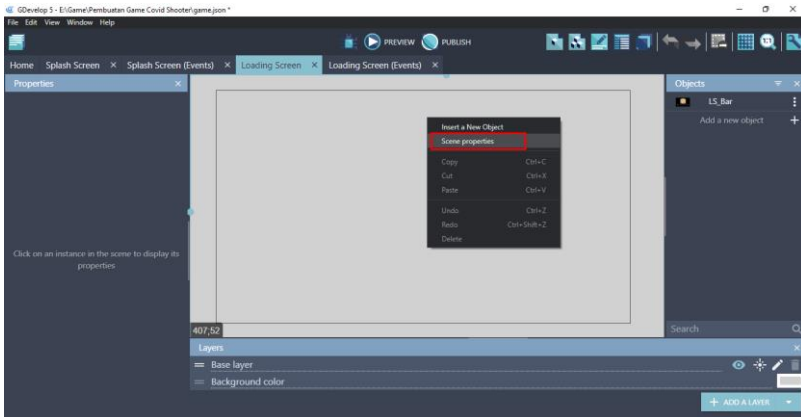 GDevelop 5 - E:\Game\Pembuatan Game Covid Shooter\game.json *
File Edit View Window Help
PREVIEW PUBLISH
Home Splash Screen × Splash Screen (Events) × Loading Screen × Loading Screen (Events) ×
Properties
Click on an instance in the scene to display its
properties
Insert a New Object
Scene properties
Copy Ctrl+C
Cut Ctrl+X
Paste Ctrl+V
Undo Ctrl+Z
Redo Ctrl+Shift+Z
Delete
407;52
Objects
LS_Bar
Add a new object +
Search
Layers
Base layer
Background color
+ ADD A LAYER